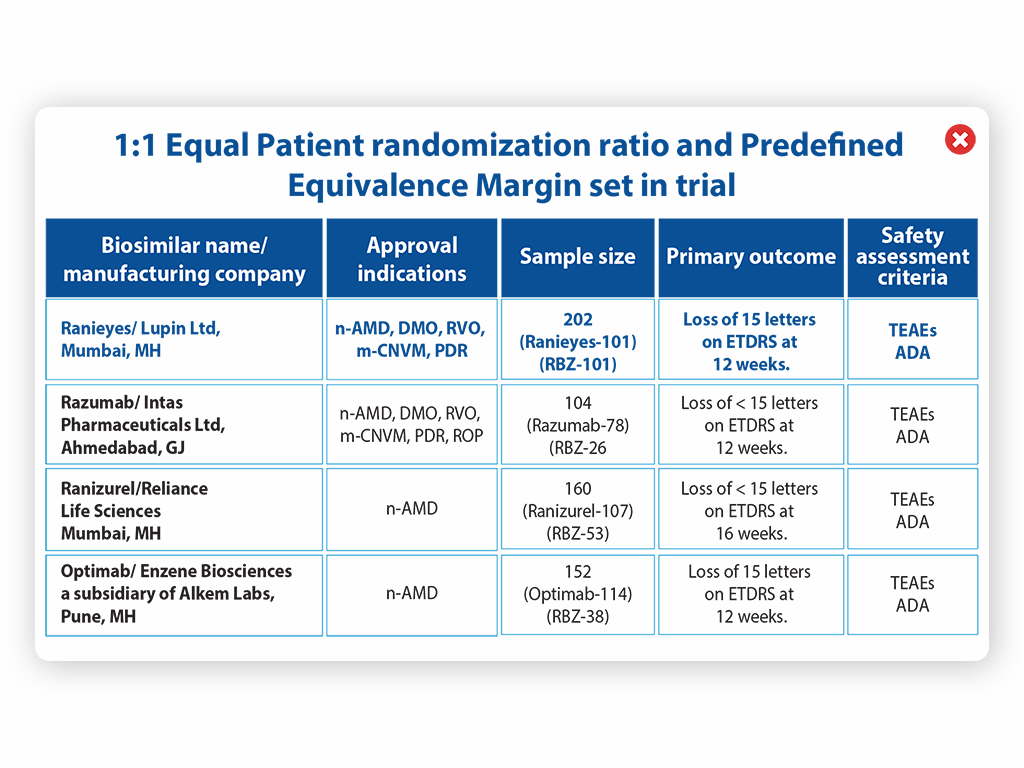 1:1 Equal Patient randomization ratio and Predefined
Equivalence Margin set in trial
Biosimilar name/
manufacturing company
Approval
indications
Sample size
Primary outcome
Safety
assessment
criteria
Ranieyes/ Lupin Ltd,
Mumbai, MH
n-AMD, DMO, RVO,
m-CNVM, PDR
202
(Ranieyes-101)
(RBZ-101)
Loss of 15 letters
on ETDRS at
12 weeks.
TEAEs
ADA
Razumab/ Intas
Pharmaceuticals Ltd,
Ahmedabad, GJ
n-AMD, DMO, RVO,
m-CNVM, PDR, ROP
104
(Razumab-78)
(RBZ-26
Loss of < 15 letters
on ETDRS at
12 weeks.
TEAEs
ADA
Ranizurel/Reliance
Life Sciences
Mumbai, MH
n-AMD
160
(Ranizurel-107)
(RBZ-53)
Loss of < 15 letters
on ETDRS at
16 weeks.
TEAEs
ADA
Optimab/ Enzene Biosciences
a subsidiary of Alkem Labs,
Pune, MH
n-AMD
152
(Optimab-114)
(RBZ-38)
Loss of 15 letters
on ETDRS at
12 weeks.
TEAEs
ADA